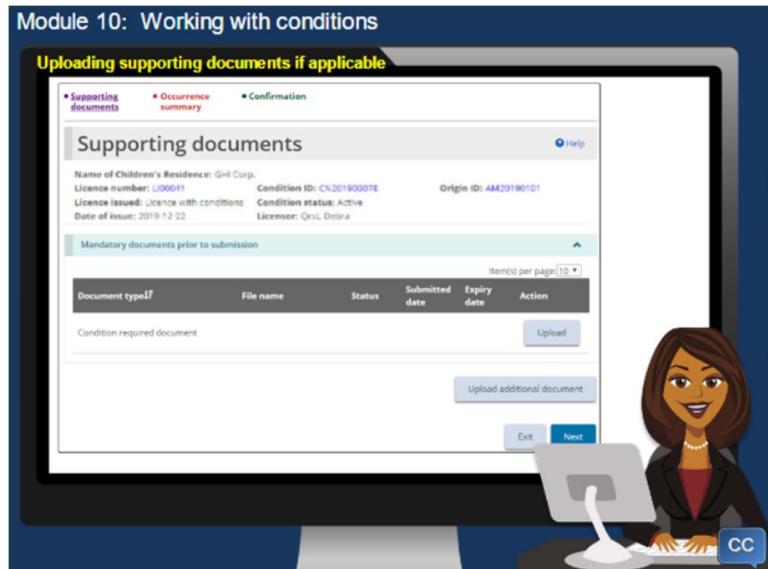 Module 10: Working with conditions
Uploading supporting documents if applicable
Supporting documents
Occurrence summary
Confirmation
Supporting documents
Help
Name of Children's Residence: GHI Corp.
Licence number: LI00041 Condition ID: CN201900078 Origin ID: AM20190101
Licence issued: Licence with conditions Condition status: Active
Date of issue: 2019-12-22 Licensor: QrsL, Debra
Mandatory documents prior to submission
Item(s) per page: 10
Document type File name Status Submitted date Expiry date Action
Condition required document Upload
Upload additional document
Exit Next
CC